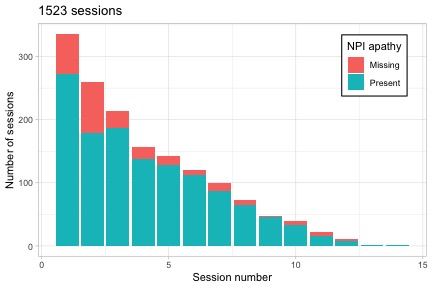 1523 sessions
Number of sessions
300
200
100
0
NPI apathy
Missing
Present
0 5 10 15
Session number